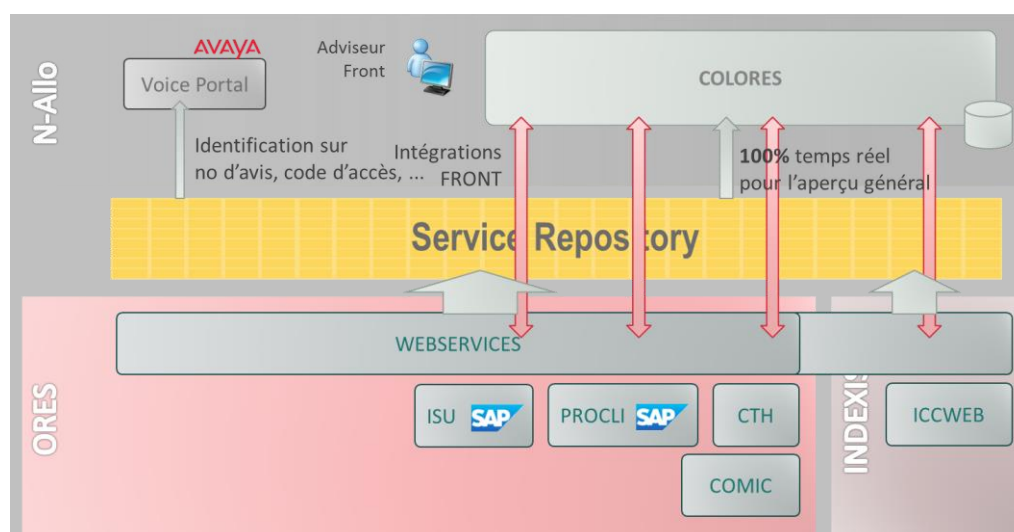 N-Allo
AVAYA
Voice Portal
Adviseur
Front
COLORES
Identification sur
no d'avis, code d'accès, ...
Intégrations
FRONT
100% temps réel
pour l'aperçu général
Service Repository
ORES
WEBSERVICES
ISU SAP
PROCLI SAP
CTH
COMIC
INDEXIS
ICCWEB